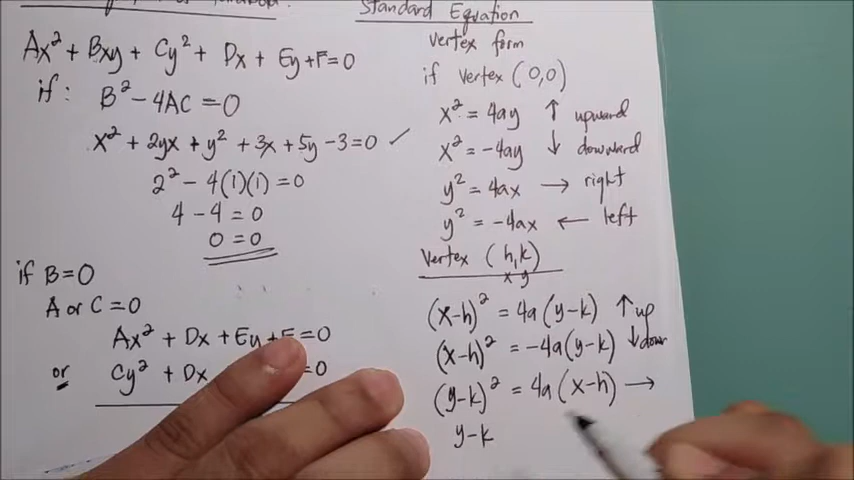 Ax² + Bxy + Cy² + Dx + Ey + F = 0
if: B² - 4AC = 0
x² + 2yx + y² + 3x + 5y - 3 = 0 ✓
2² - 4(1)(1) = 0
4 - 4 = 0
0 = 0
if B = 0
A or C = 0
Ax² + Dx + Ey + F = 0
or Cy² + Dx = 0
Standard Equation
Vertex form
if vertex (0,0)
x² = 4ay ↑ upward
x² = -4ay ↓ downward
y² = 4ax → right
y² = -4ax ← left
Vertex (h,k)
x y
(x-h)² = 4a(y-k) ↑ up
(x-h)² = -4a(y-k) ↓ down
(y-k)² = 4a(x-h) →
y-k